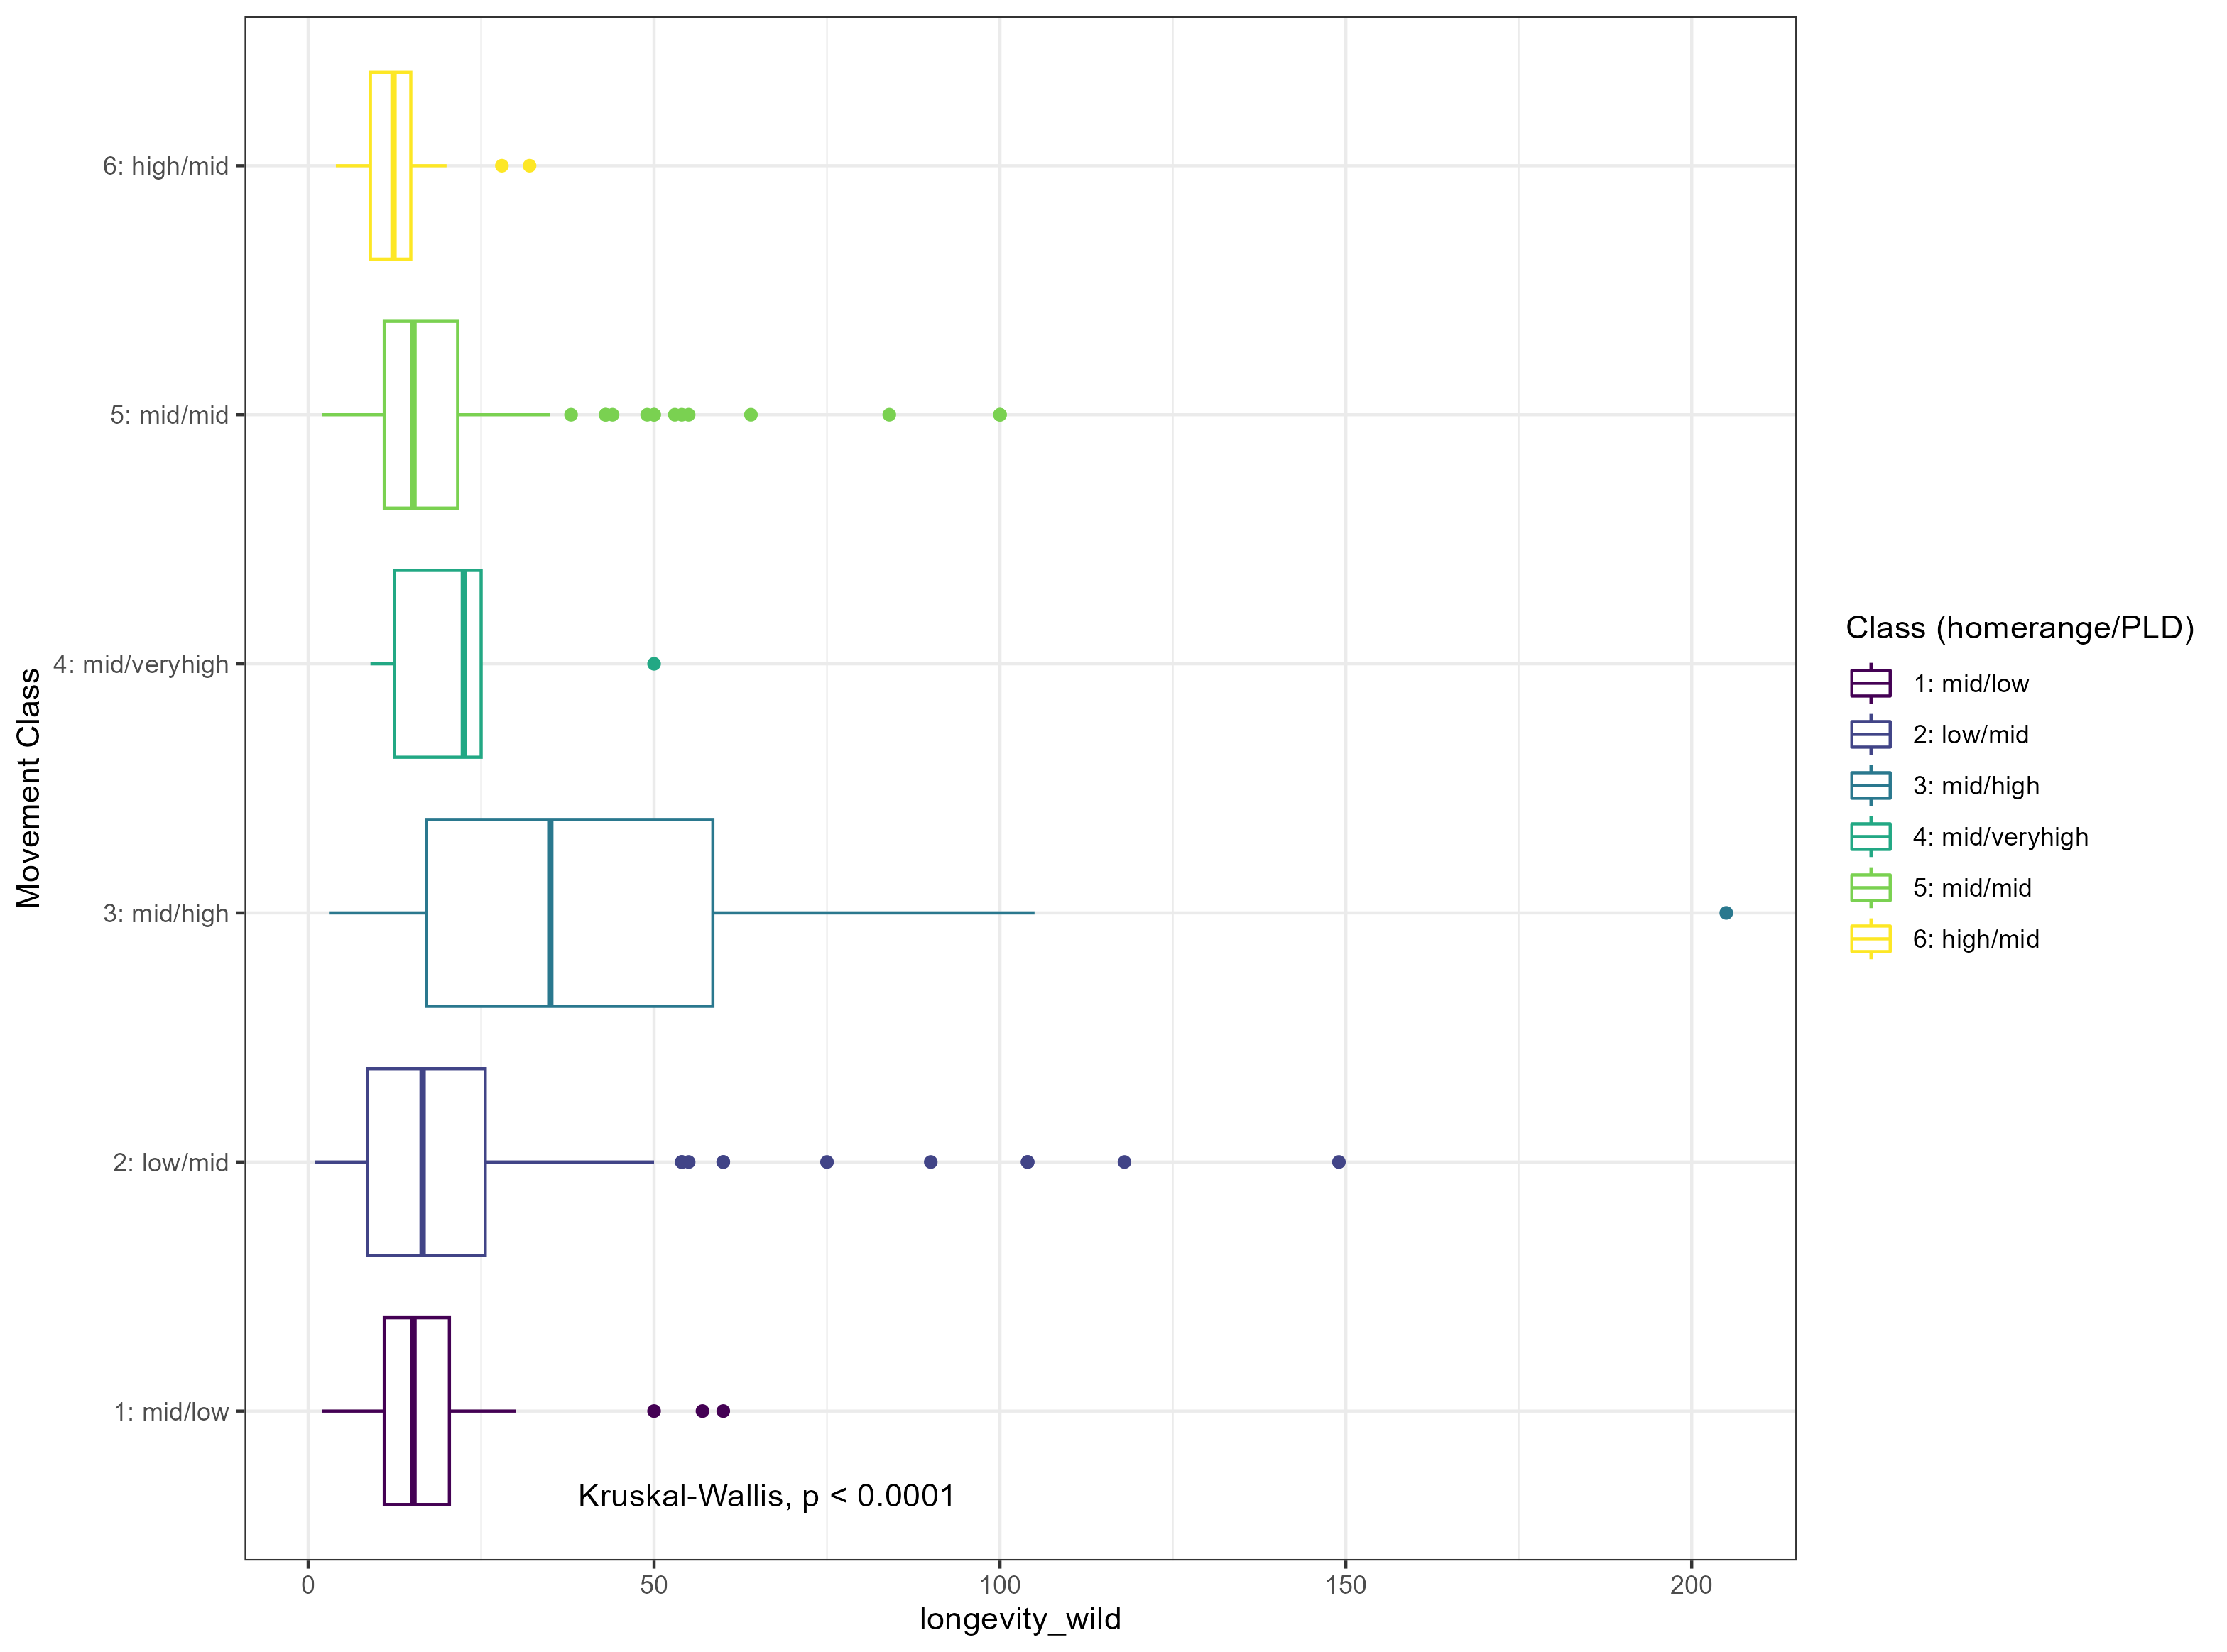 6: high/mid
5: mid/mid
4: mid/veryhigh
3: mid/high
2: low/mid
1: mid/low
Movement Class
Kruskal-Wallis, p < 0.0001
0 50 100 150 200
longevity_wild
Class (homerange/PLD)
1: mid/low
2: low/mid
3: mid/high
4: mid/veryhigh
5: mid/mid
6: high/mid